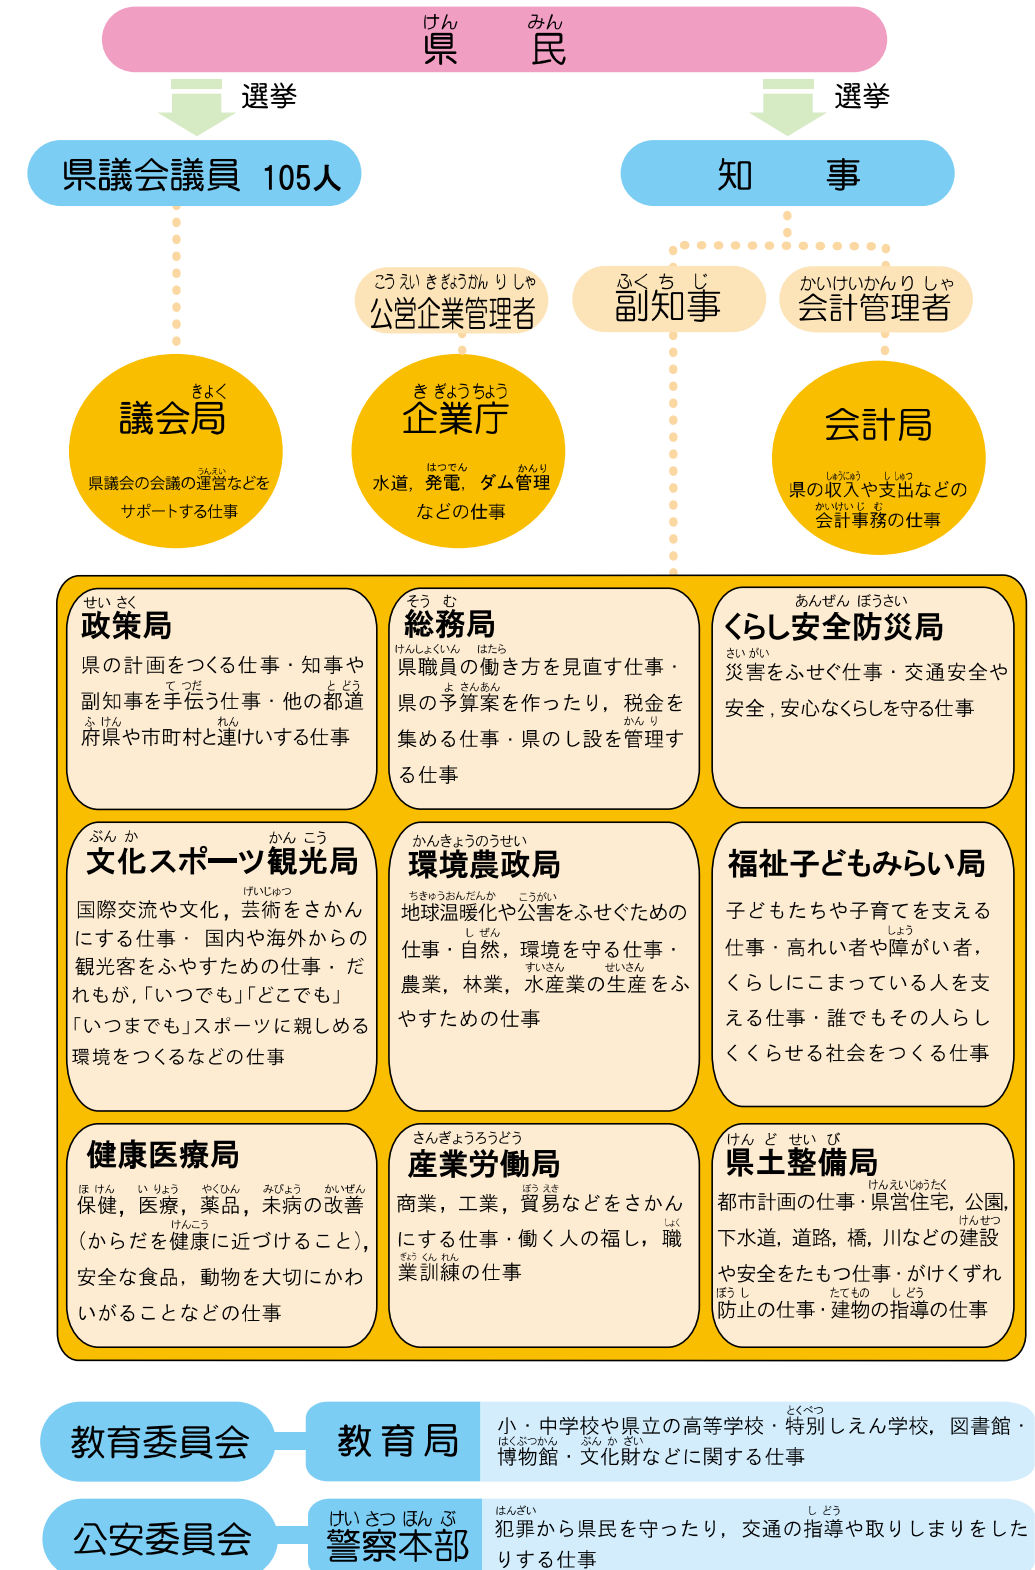 けん みん
県 民
選挙
選挙
県議会議員 105人
知 事
こうえい きぎょうかん り しゃ
公営企業管理者
ふく ち じ
副知事
かいけいかん り しゃ
会計管理者
きょく
議会局
うんえい
県議会の会議の運営などを
サポートする仕事
き ぎょうちょう
企業庁
はつでん かんり
水道，発電，ダム管理
などの仕事
会計局
しゅうにゅう し しゅつ
県の収入や支出などの
かいけい じ む
会計事務の仕事
せい さく
政策局
県の計画をつくる仕事・知事や
て つだ と どう
副知事を手伝う仕事・他の都道
ふ けん れん
府県や市町村と連けいする仕事
そう む
総務局
けんしょくいん はたら
県職員の働き方を見直す仕事・
よ さんあん
県の予算案を作ったり，税金を
かん り
集める仕事・県のし設を管理す
る仕事
あんぜん ぼうさい
くらし安全防災局
さい がい
災害をふせぐ仕事・交通安全や
安全，安心なくらしを守る仕事
ぶん か かん こう
文化スポーツ観光局
げいじゅつ
国際交流や文化，芸術をさかん
にする仕事・ 国内や海外からの
観光客をふやすための仕事・だ
れもが，「いつでも」「どこでも」
「いつまでも」スポーツに親しめる
環境をつくるなどの仕事
かんきょうのうせい
環境農政局
ちきゅうおんだんか こうがい
地球温暖化や公害をふせぐための
し ぜん
仕事・自然，環境を守る仕事・
すいさん せいさん
農業，林業，水産業の生産をふ
やすための仕事
福祉子どもみらい局
子どもたちや子育てを支える
しょう
仕事・高れい者や障がい者，
くらしにこまっている人を支
える仕事・誰でもその人らし
くくらせる社会をつくる仕事
健康医療局
ほ けん い りょう やくひん みびょう かいぜん
保健，医療，薬品，未病の改善
けんこう
（からだを健康に近づけること），
安全な食品，動物を大切にかわ
いがることなどの仕事
さんぎょうろうどう
産業労働局
ぼう えき
商業，工業，貿易などをさかん
しょく
にする仕事・働く人の福し，職
ぎょう くん れん
業訓練の仕事
けん ど せい び
県土整備局
けんえいじゅうたく
都市計画の仕事・県営住宅，公園，
けんせつ
下水道，道路，橋，川などの建設
や安全をたもつ仕事・がけくずれ
ぼう し たてもの し どう
防止の仕事・建物の指導の仕事
教育委員会
教育局
とくべつ
小・中学校や県立の高等学校・特別しえん学校，図書館・
はくぶつかん ぶん か ざい
博物館・文化財などに関する仕事
公安委員会
けい さつ ほん ぶ
警察本部
はんざい し どう
犯罪から県民を守ったり，交通の指導や取りしまりをした
りする仕事